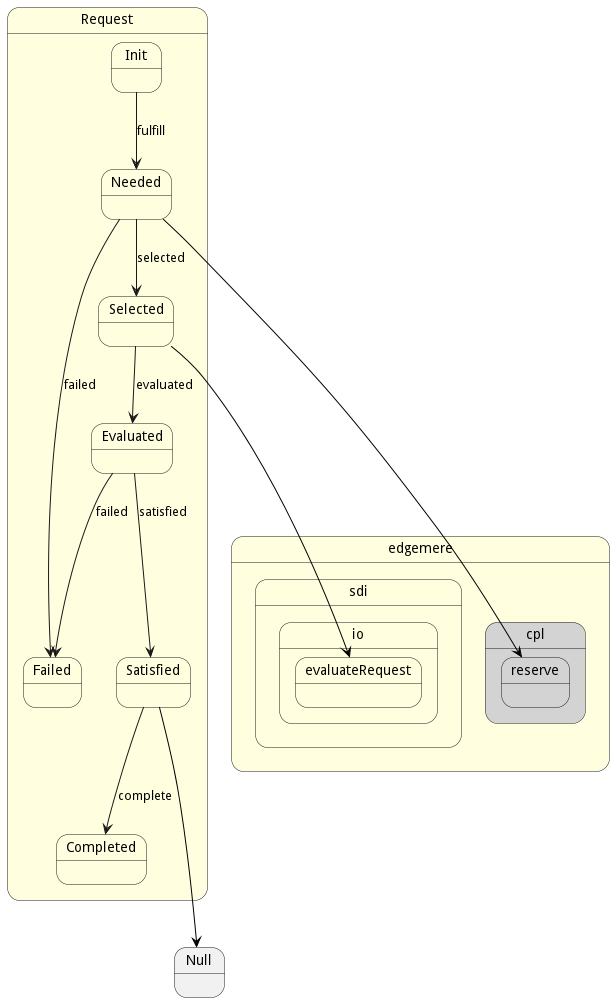 Request
Init
fulfill
Needed
selected
Selected
failed
evaluated
Evaluated
failed
satisfied
edgemere
sdi
io
cpl
Failed
Satisfied
evaluateRequest
reserve
complete
Completed
Null